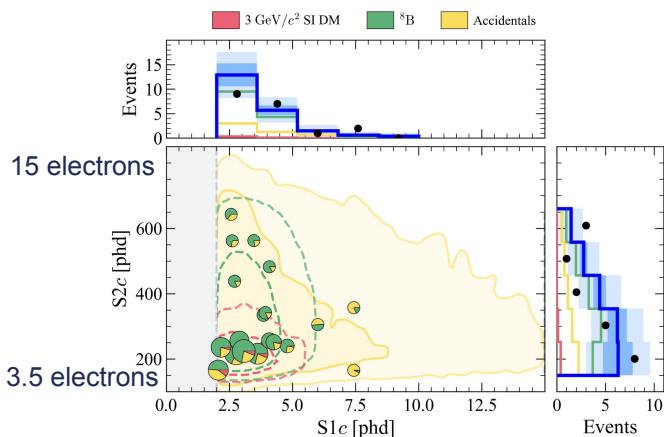 3 GeV/c² SI DM
⁸B
Accidentals
Events
15
10
5
0
15 electrons
3.5 electrons
S2c [phd]
600
400
200
0.0
2.5
5.0
7.5
10.0
12.5
S1c [phd]
0
10
Events